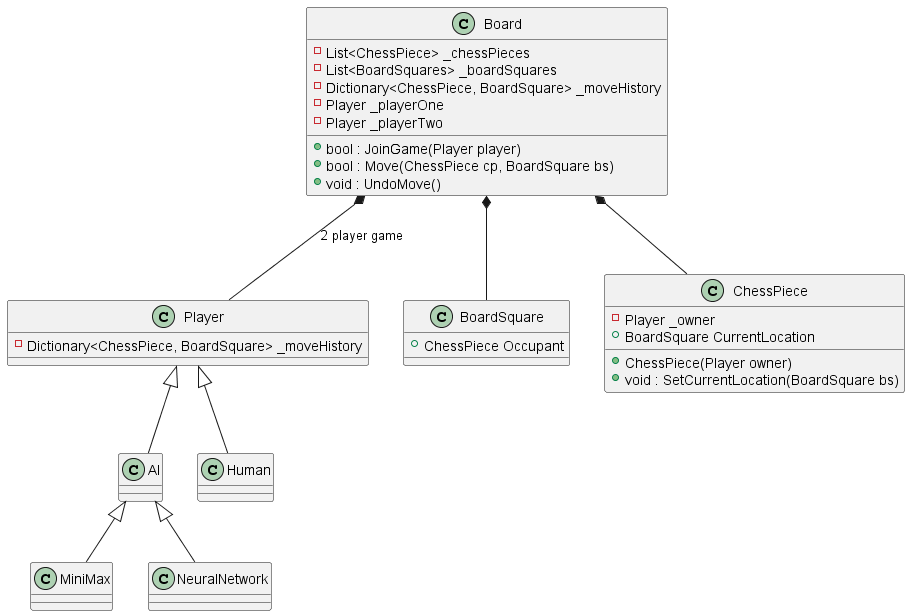 C Board
List<ChessPiece> _chessPieces
List<BoardSquares> _boardSquares
Dictionary<ChessPiece, BoardSquare> _moveHistory
Player _playerOne
Player _playerTwo
bool : JoinGame(Player player)
bool : Move(ChessPiece cp, BoardSquare bs)
void : UndoMove()
2 player game
C Player
Dictionary<ChessPiece, BoardSquare> _moveHistory
C BoardSquare
ChessPiece Occupant
C ChessPiece
Player _owner
BoardSquare CurrentLocation
ChessPiece(Player owner)
void : SetCurrentLocation(BoardSquare bs)
C AI
C Human
C MiniMax
C NeuralNetwork